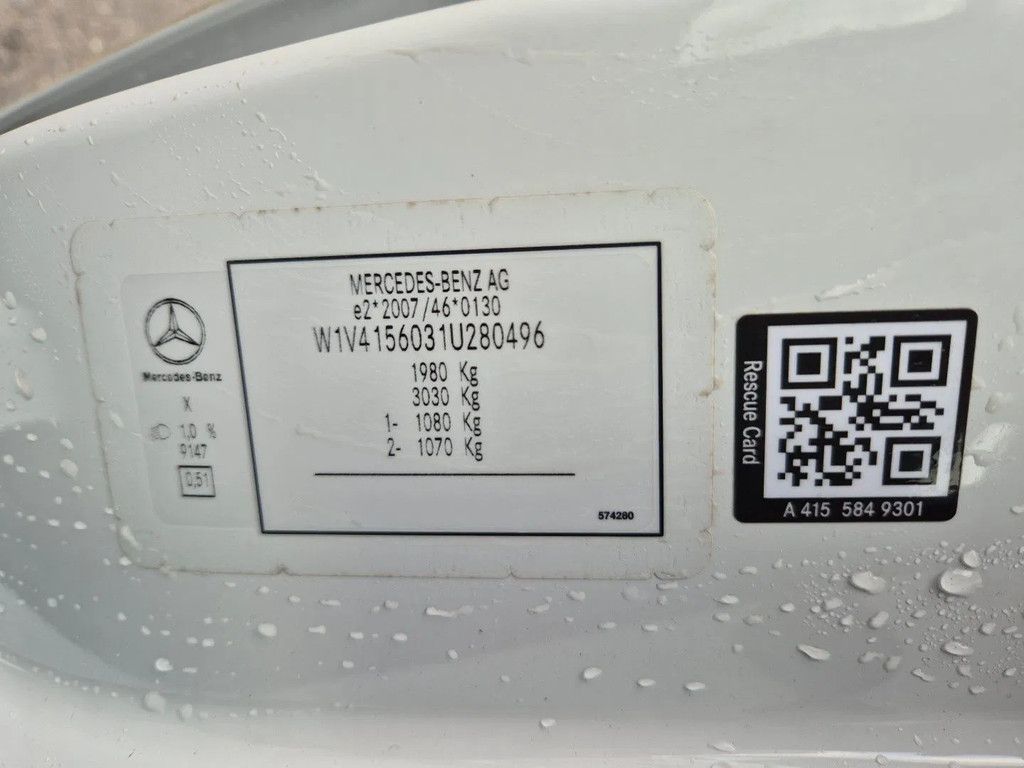 MERCEDES-BENZ AG
e2*2007/46*0130
W1V4156031U280496
1980 Kg
3030 Kg
1- 1080 Kg
2- 1070 Kg
574280
Mercedes-Benz
X
1,0 %
9147
0,51
Rescue Card
A 415 584 9301